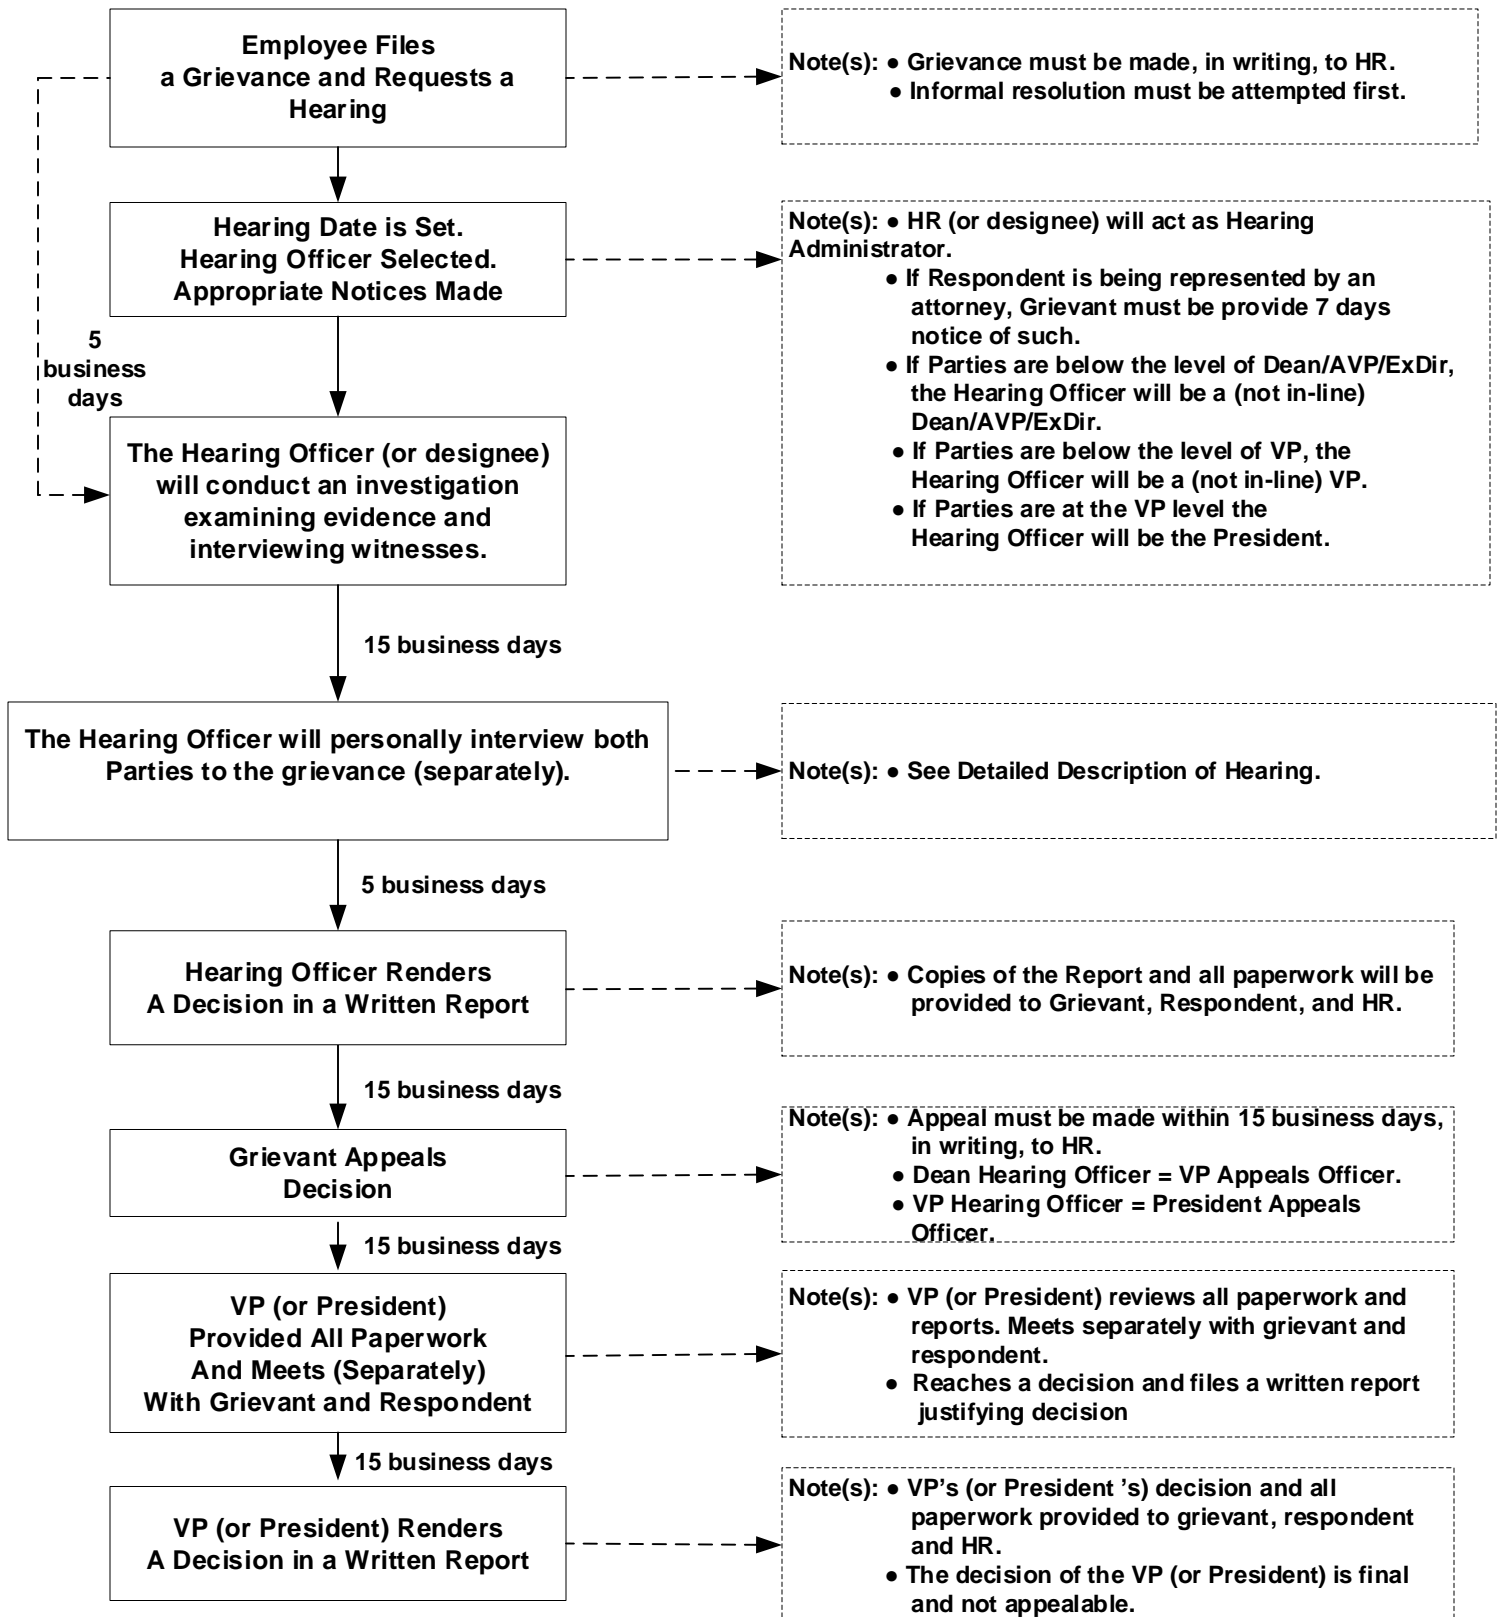 Employee Files
a Grievance and Requests a
Hearing
Note(s): ● Grievance must be made, in writing, to HR.
● Informal resolution must be attempted first.
Hearing Date is Set.
Hearing Officer Selected.
Appropriate Notices Made
Note(s): ● HR (or designee) will act as Hearing
Administrator.
● If Respondent is being represented by an
attorney, Grievant must be provide 7 days
notice of such.
● If Parties are below the level of Dean/AVP/ExDir,
the Hearing Officer will be a (not in-line)
Dean/AVP/ExDir.
● If Parties are below the level of VP, the
Hearing Officer will be a (not in-line) VP.
● If Parties are at the VP level the
Hearing Officer will be the President.
5
business
days
The Hearing Officer (or designee)
will conduct an investigation
examining evidence and
interviewing witnesses.
15 business days
The Hearing Officer will personally interview both
Parties to the grievance (separately).
Note(s): ● See Detailed Description of Hearing.
5 business days
Hearing Officer Renders
A Decision in a Written Report
Note(s): ● Copies of the Report and all paperwork will be
provided to Grievant, Respondent, and HR.
15 business days
Grievant Appeals
Decision
Note(s): ● Appeal must be made within 15 business days,
in writing, to HR.
● Dean Hearing Officer = VP Appeals Officer.
● VP Hearing Officer = President Appeals
Officer.
15 business days
VP (or President)
Provided All Paperwork
And Meets (Separately)
With Grievant and Respondent
Note(s): ● VP (or President) reviews all paperwork and
reports. Meets separately with grievant and
respondent.
● Reaches a decision and files a written report
justifying decision
15 business days
VP (or President) Renders
A Decision in a Written Report
Note(s): ● VP’s (or President ’s) decision and all
paperwork provided to grievant, respondent
and HR.
● The decision of the VP (or President) is final
and not appealable.